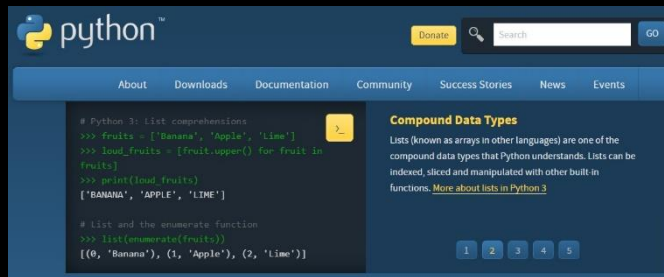 python™
Donate
Search
GO
About Downloads Documentation Community Success Stories News Events
# Python 3: List comprehensions
>>> fruits = ['Banana', 'Apple', 'Lime']
>>> loud_fruits = [fruit.upper() for fruit in
fruits]
>>> print(loud_fruits)
['BANANA', 'APPLE', 'LIME']
# List and the enumerate function
>>> list(enumerate(fruits))
[(0, 'Banana'), (1, 'Apple'), (2, 'Lime')]
>_
Compound Data Types
Lists (known as arrays in other languages) are one of the
compound data types that Python understands. Lists can be
indexed, sliced and manipulated with other built-in
functions. More about lists in Python 3
1 2 3 4 5